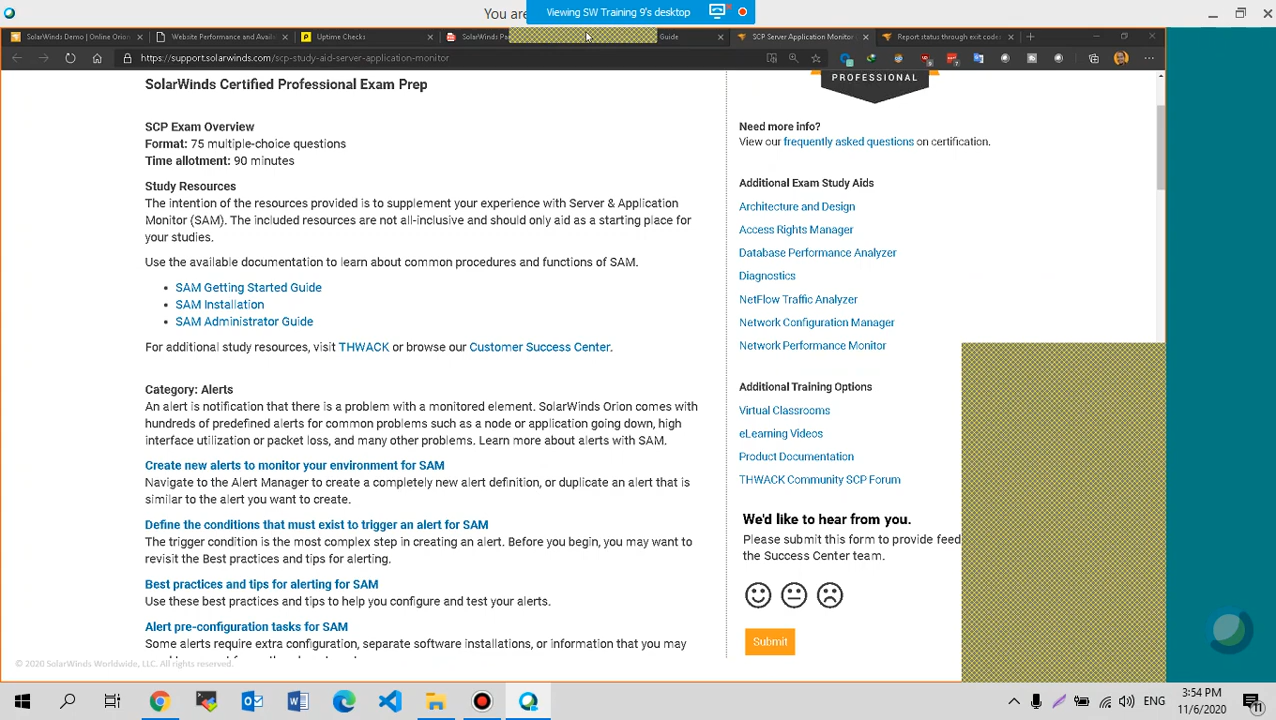 You are
Viewing SW Training 9's desktop
SolarWinds Demo | Online Orion
Website Performance and Avail
Uptime Checks
SolarWinds Pa
Guide
SCP Server Application Monitor
Report status through exit codes
https://support.solarwinds.com/scp-study-aid-server-application-monitor
SolarWinds Certified Professional Exam Prep
SCP Exam Overview
Format: 75 multiple-choice questions
Time allotment: 90 minutes
Study Resources
The intention of the resources provided is to supplement your experience with Server & Application
Monitor (SAM). The included resources are not all-inclusive and should only aid as a starting place for
your studies.
Use the available documentation to learn about common procedures and functions of SAM.
SAM Getting Started Guide
SAM Installation
SAM Administrator Guide
For additional study resources, visit THWACK or browse our Customer Success Center.
Category: Alerts
An alert is notification that there is a problem with a monitored element. SolarWinds Orion comes with
hundreds of predefined alerts for common problems such as a node or application going down, high
interface utilization or packet loss, and many other problems. Learn more about alerts with SAM.
Create new alerts to monitor your environment for SAM
Navigate to the Alert Manager to create a completely new alert definition, or duplicate an alert that is
similar to the alert you want to create.
Define the conditions that must exist to trigger an alert for SAM
The trigger condition is the most complex step in creating an alert. Before you begin, you may want to
revisit the Best practices and tips for alerting.
Best practices and tips for alerting for SAM
Use these best practices and tips to help you configure and test your alerts.
Alert pre-configuration tasks for SAM
Some alerts require extra configuration, separate software installations, or information that you may
© 2020 SolarWinds Worldwide, LLC. All rights reserved.
PROFESSIONAL
Need more info?
View our frequently asked questions on certification.
Additional Exam Study Aids
Architecture and Design
Access Rights Manager
Database Performance Analyzer
Diagnostics
NetFlow Traffic Analyzer
Network Configuration Manager
Network Performance Monitor
Additional Training Options
Virtual Classrooms
eLearning Videos
Product Documentation
THWACK Community SCP Forum
We'd like to hear from you.
Please submit this form to provide feed
the Success Center team.
Submit
ENG
3:54 PM
11/6/2020